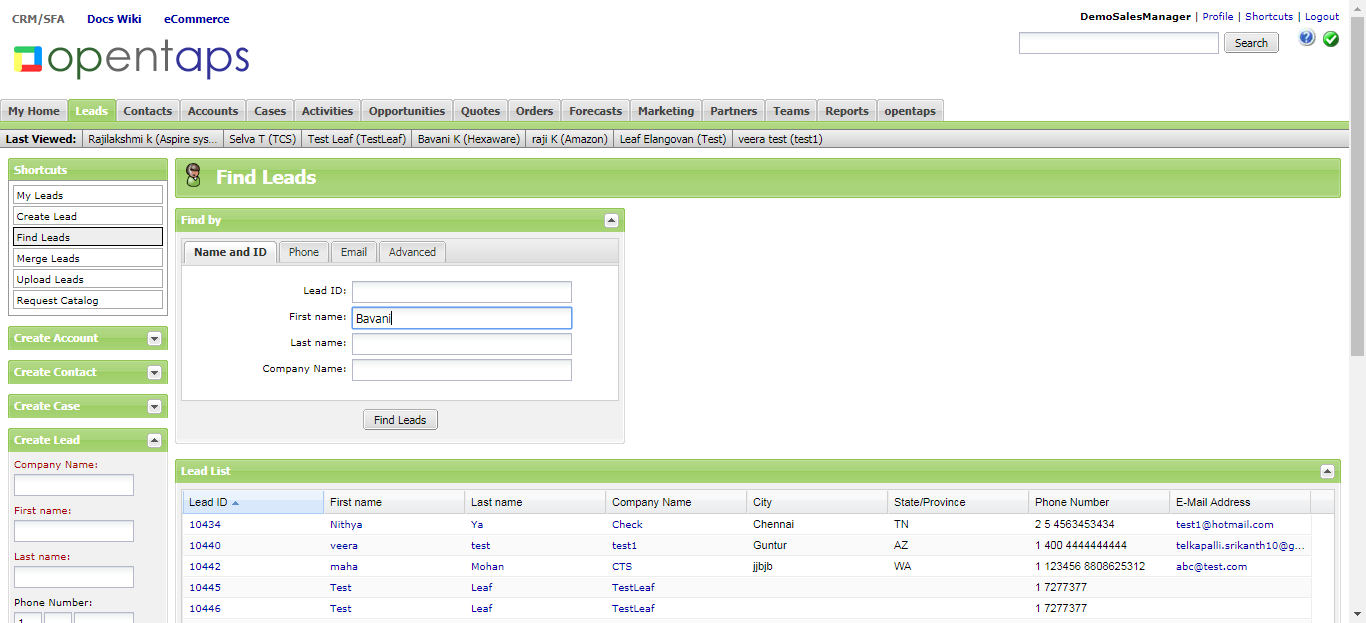 CRM/SFA Docs Wiki eCommerce
DemoSalesManager | Profile | Shortcuts | Logout
opentaps
Search
My Home Leads Contacts Accounts Cases Activities Opportunities Quotes Orders Forecasts Marketing Partners Teams Reports opentaps
Last Viewed: Rajilakshmi k (Aspire sys... Selva T (TCS) Test Leaf (TestLeaf) Bavani K (Hexaware) raji K (Amazon) Leaf Elangovan (Test) veera test (test1)
Shortcuts
My Leads
Create Lead
Find Leads
Merge Leads
Upload Leads
Request Catalog
Create Account
Create Contact
Create Case
Create Lead
Company Name:
First name:
Last name:
Phone Number:
1
Find Leads
Find by
Name and ID Phone Email Advanced
Lead ID:
First name: Bavani
Last name:
Company Name:
Find Leads
Lead List
Lead ID First name Last name Company Name City State/Province Phone Number E-Mail Address
10434 Nithya Ya Check Chennai TN 2 5 4563453434 test1@hotmail.com
10440 veera test test1 Guntur AZ 1 400 4444444444 telkapalli.srikanth10@g...
10442 maha Mohan CTS jjbjb WA 1 123456 8808625312 abc@test.com
10445 Test Leaf TestLeaf 1 7277377
10446 Test Leaf TestLeaf 1 7277377